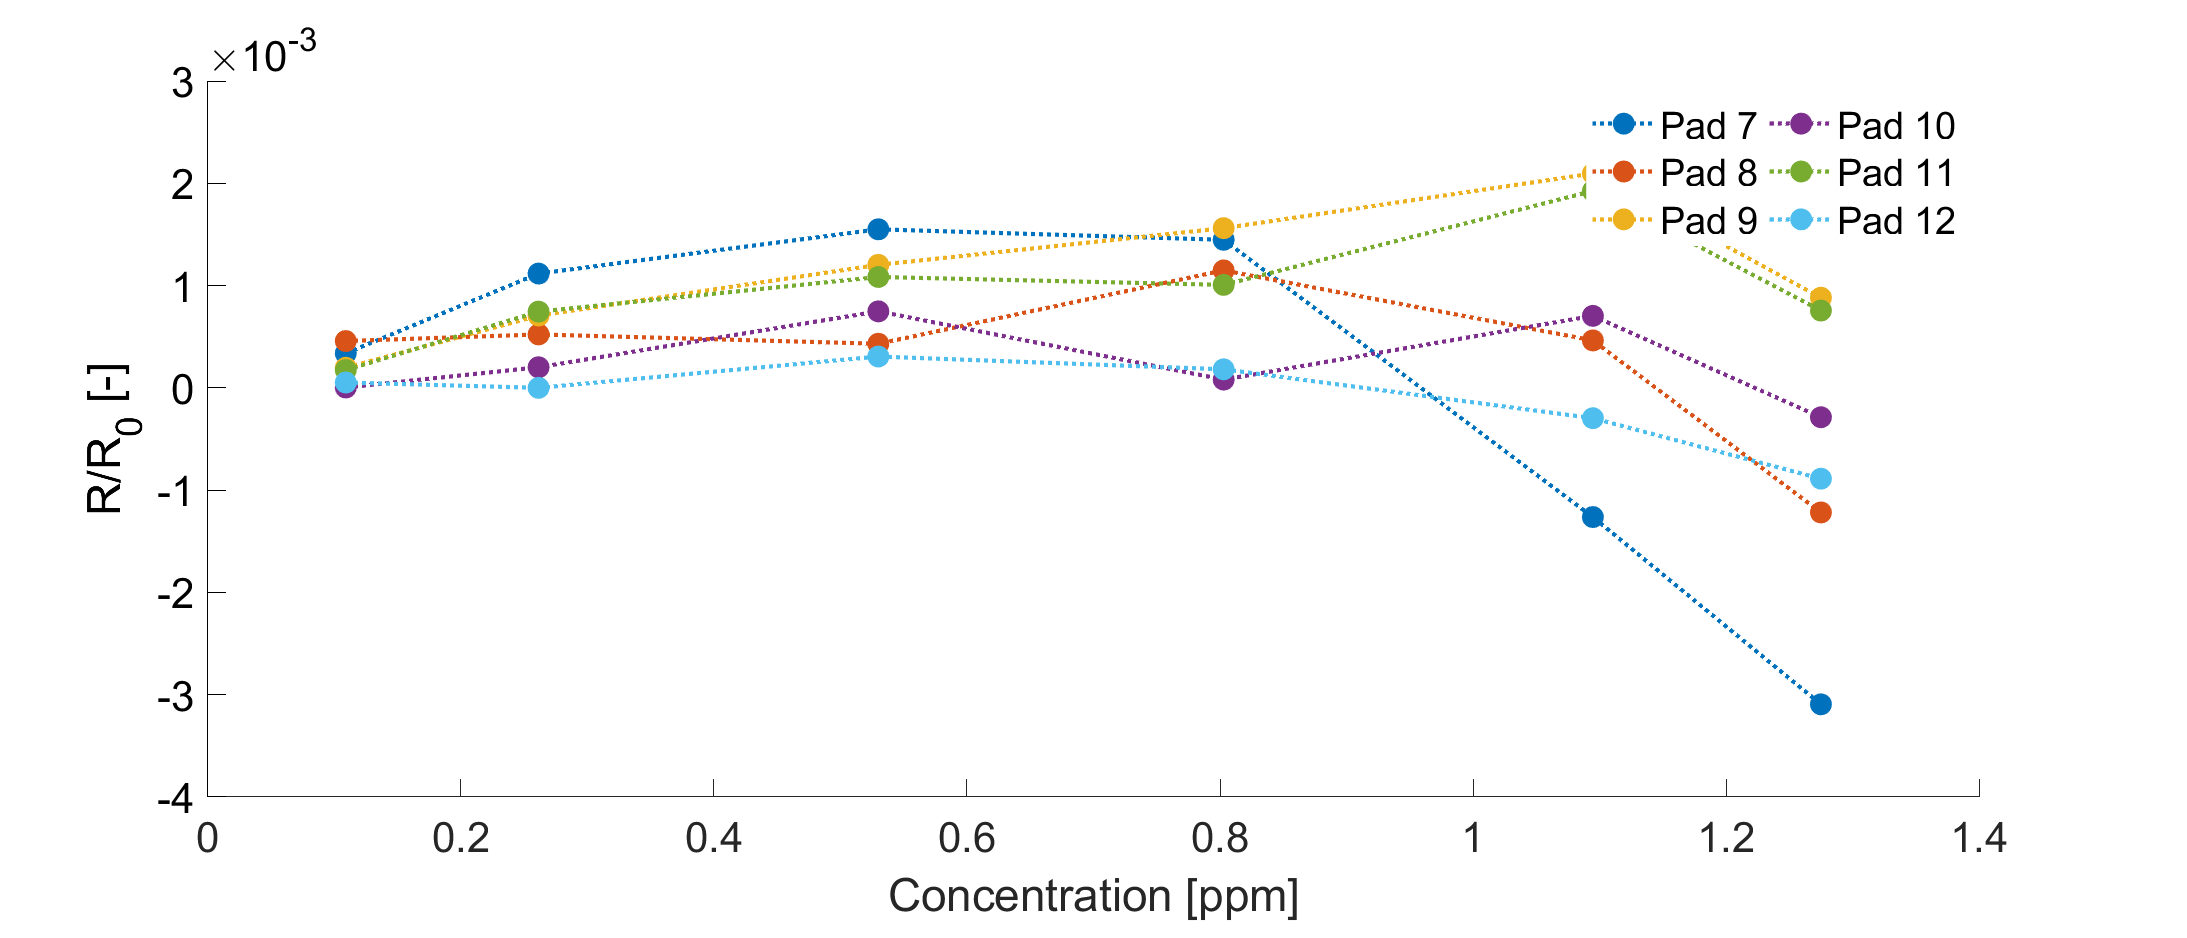 ×10-3
3
2
1
0
-1
-2
-3
-4
R/R0 [-]
Pad 7 Pad 10
Pad 8 Pad 11
Pad 9 Pad 12
0 0.2 0.4 0.6 0.8 1 1.2 1.4
Concentration [ppm]